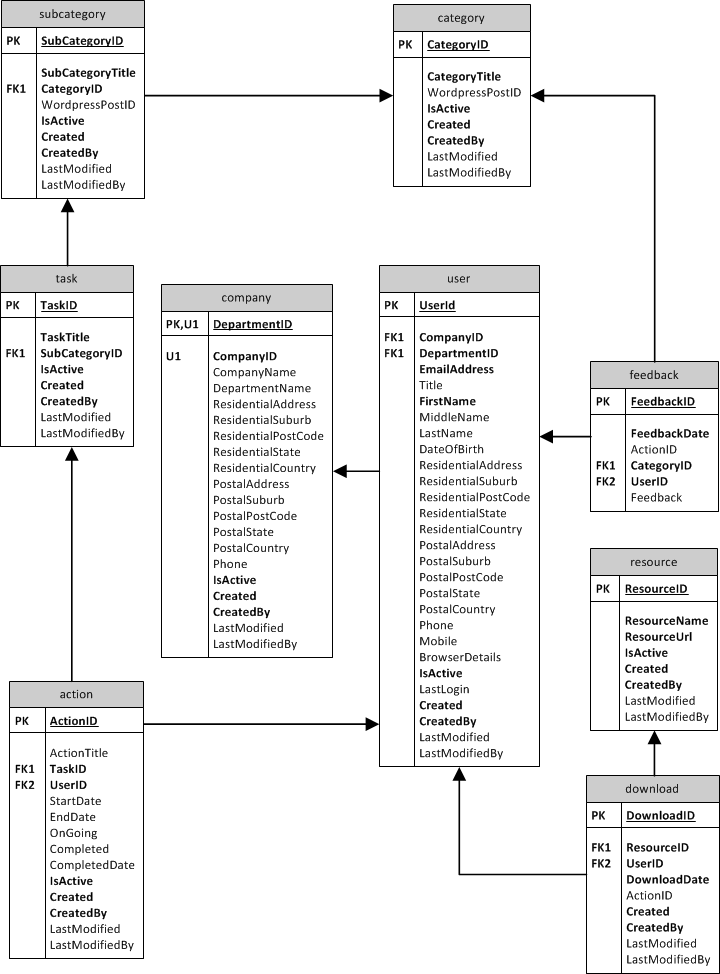 subcategory
PK SubCategoryID
SubCategoryTitle
FK1 CategoryID
WordpressPostID
IsActive
Created
CreatedBy
LastModified
LastModifiedBy
category
PK CategoryID
CategoryTitle
WordpressPostID
IsActive
Created
CreatedBy
LastModified
LastModifiedBy
task
PK TaskID
TaskTitle
FK1 SubCategoryID
IsActive
Created
CreatedBy
LastModified
LastModifiedBy
company
PK,U1 DepartmentID
U1 CompanyID
CompanyName
DepartmentName
ResidentialAddress
ResidentialSuburb
ResidentialPostCode
ResidentialState
ResidentialCountry
PostalAddress
PostalSuburb
PostalPostCode
PostalState
PostalCountry
Phone
IsActive
Created
CreatedBy
LastModified
LastModifiedBy
user
PK UserId
FK1 CompanyID
FK1 DepartmentID
EmailAddress
Title
FirstName
MiddleName
LastName
DateOfBirth
ResidentialAddress
ResidentialSuburb
ResidentialPostCode
ResidentialState
ResidentialCountry
PostalAddress
PostalSuburb
PostalPostCode
PostalState
PostalCountry
Phone
Mobile
BrowserDetails
IsActive
LastLogin
Created
CreatedBy
LastModified
LastModifiedBy
feedback
PK FeedbackID
FeedbackDate
ActionID
FK1 CategoryID
FK2 UserID
Feedback
resource
PK ResourceID
ResourceName
ResourceUrl
IsActive
Created
CreatedBy
LastModified
LastModifiedBy
action
PK ActionID
ActionTitle
FK1 TaskID
FK2 UserID
StartDate
EndDate
OnGoing
Completed
CompletedDate
IsActive
Created
CreatedBy
LastModified
LastModifiedBy
download
PK DownloadID
FK1 ResourceID
FK2 UserID
DownloadDate
ActionID
Created
CreatedBy
LastModified
LastModifiedBy